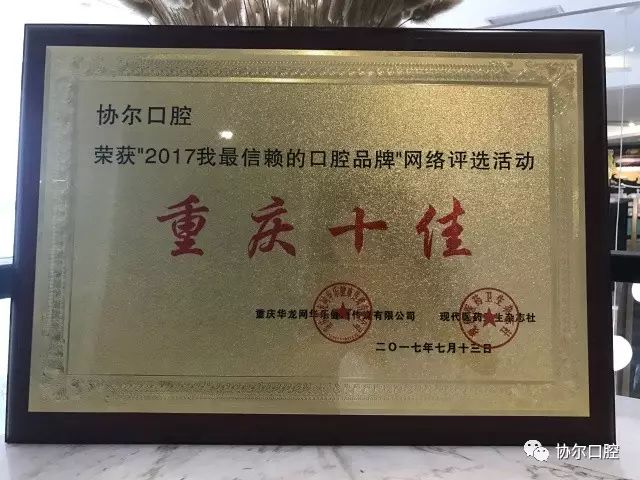 协尔口腔
荣获"2017我最信赖的口腔品牌"网络评选活动
重庆十佳
重庆华龙网华 有限公司 现代医药卫生杂志社
二〇一七年七月十三日
协尔口腔